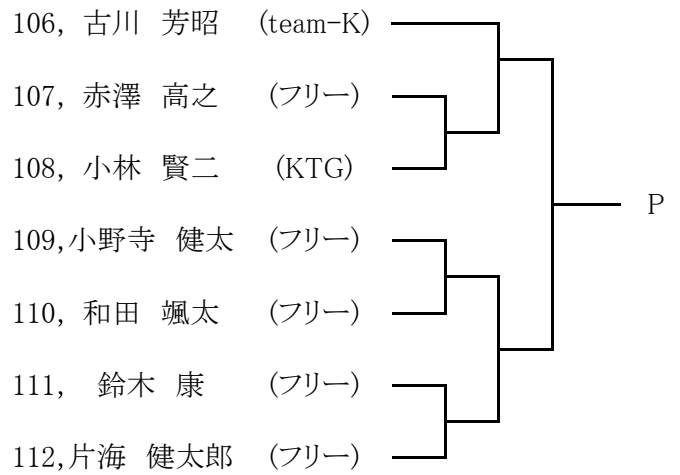 106, 古川 芳昭 (team-K)
107, 赤澤 高之 (フリー)
108, 小林 賢二 (KTG)
P
109,小野寺 健太 (フリー)
110, 和田 颯太 (フリー)
111, 鈴木 康 (フリー)
112,片海 健太郎 (フリー)